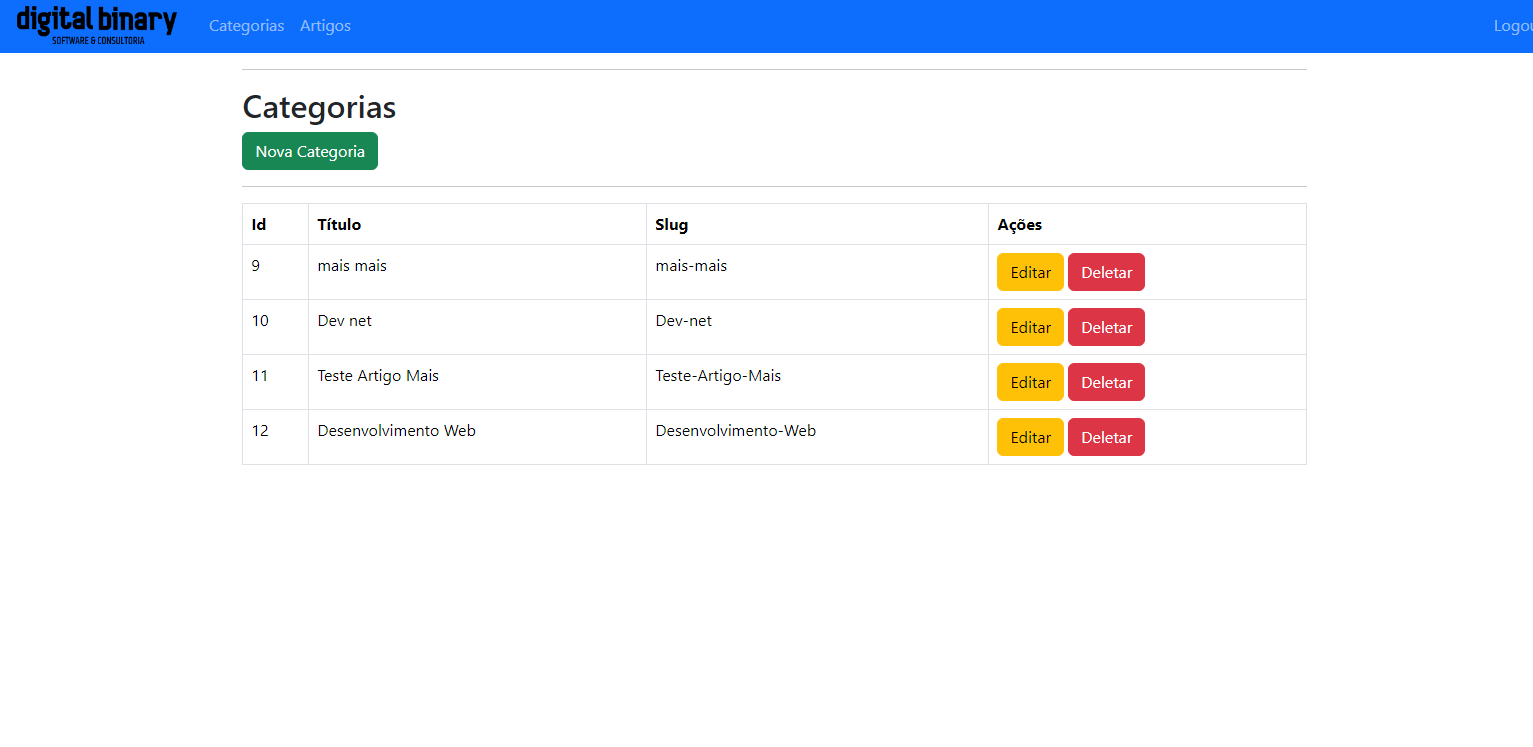 digital binary
SOFTWARE & CONSULTORIA
Categorias Artigos Logou
Categorias
Nova Categoria
Id Título Slug Ações
9 mais mais mais-mais Editar Deletar
10 Dev net Dev-net Editar Deletar
11 Teste Artigo Mais Teste-Artigo-Mais Editar Deletar
12 Desenvolvimento Web Desenvolvimento-Web Editar Deletar